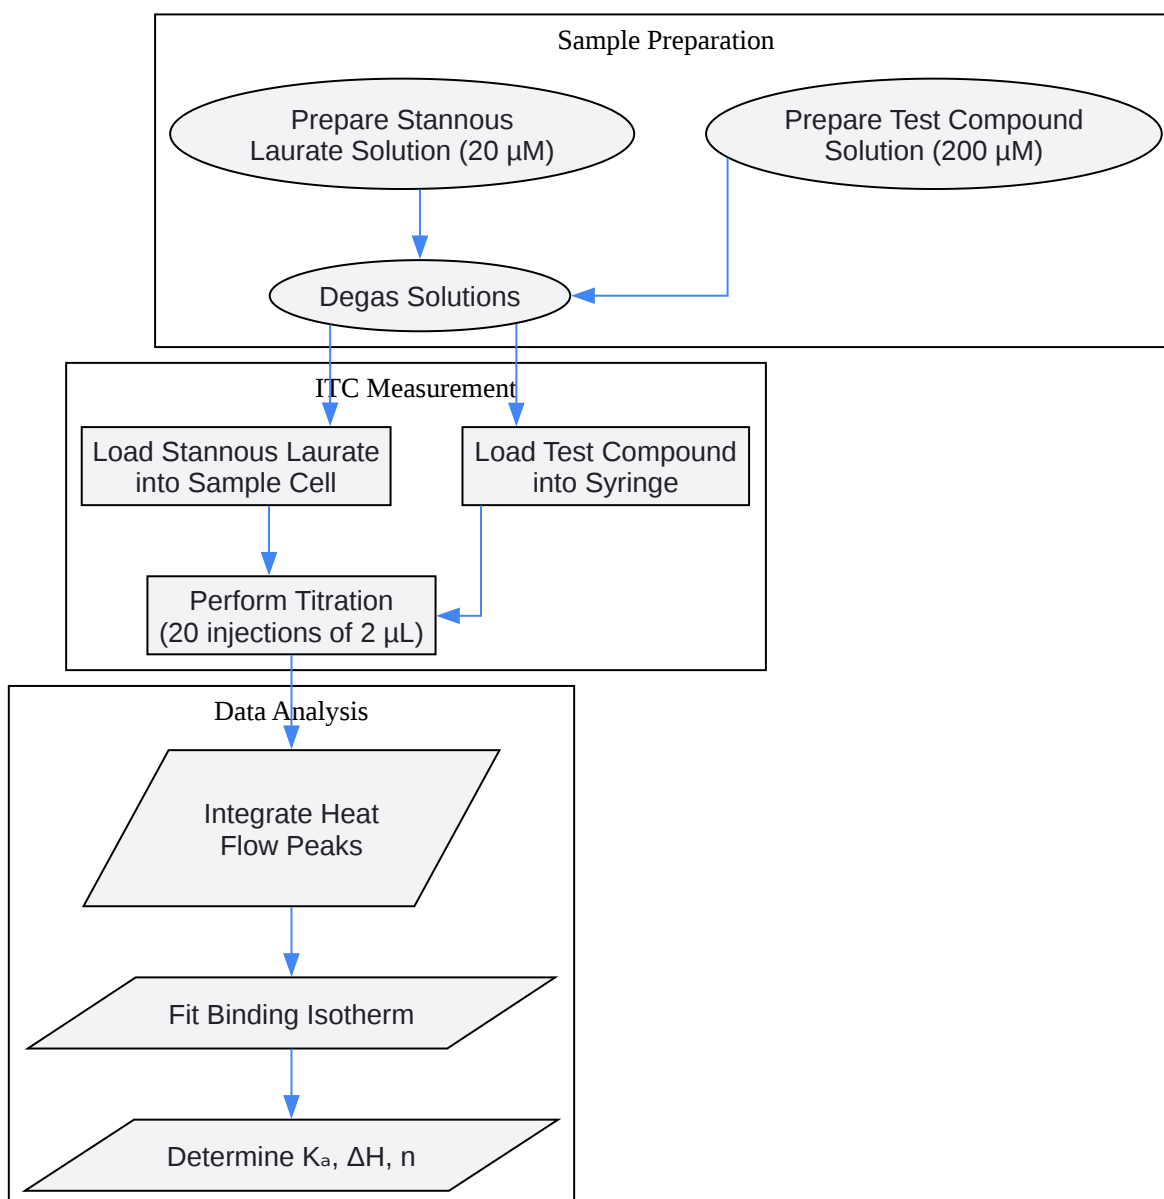 Sample Preparation
Prepare Stannous
Laurate Solution (20 µM)
Prepare Test Compound
Solution (200 µM)
Degas Solutions
ITC Measurement
Load Stannous Laurate
into Sample Cell
Load Test Compound
into Syringe
Perform Titration
(20 injections of 2 µL)
Data Analysis
Integrate Heat
Flow Peaks
Fit Binding Isotherm
Determine Kₐ, ΔH, n